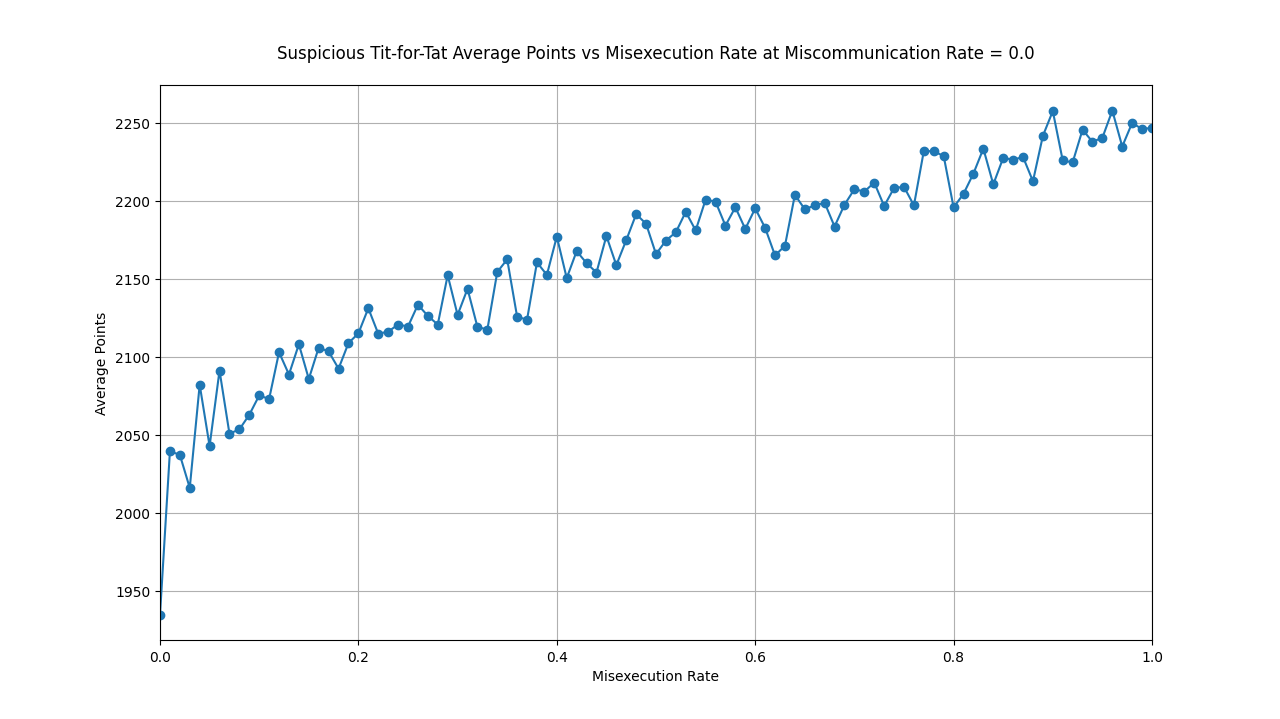 Suspicious Tit-for-Tat Average Points vs Misexecution Rate at Miscommunication Rate = 0.0
2250
2200
2150
2100
2050
2000
1950
Average Points
0.0 0.2 0.4 0.6 0.8 1.0
Misexecution Rate